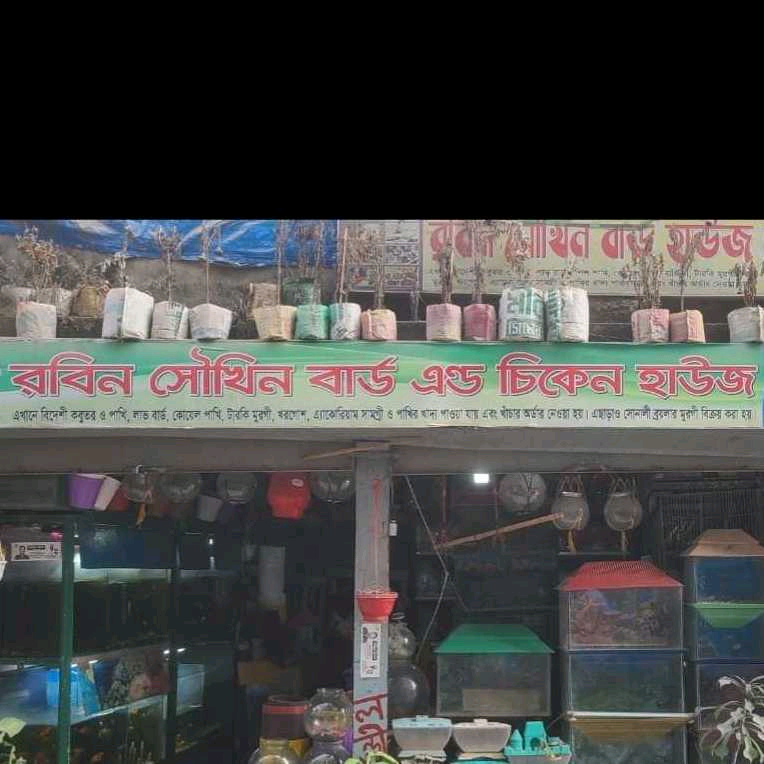 রবিন সৌখিন বার্ড হাউজ
রবিন সৌখিন বার্ড এন্ড চিকেন হাউজ
এখানে বিদেশী কবুতর ও পাখি, লাভ বার্ড, কোয়েল পাখি, টারকি মুরগী, খরগোশ, এ্যাকোরিয়াম সামগ্রী ও পাখির খাদ্য পাওয়া যায় এবং খাঁচার অর্ডার নেওয়া হয়। এছাড়াও সোনালী ব্রয়লার মুরগী বিক্রয় করা হয়।